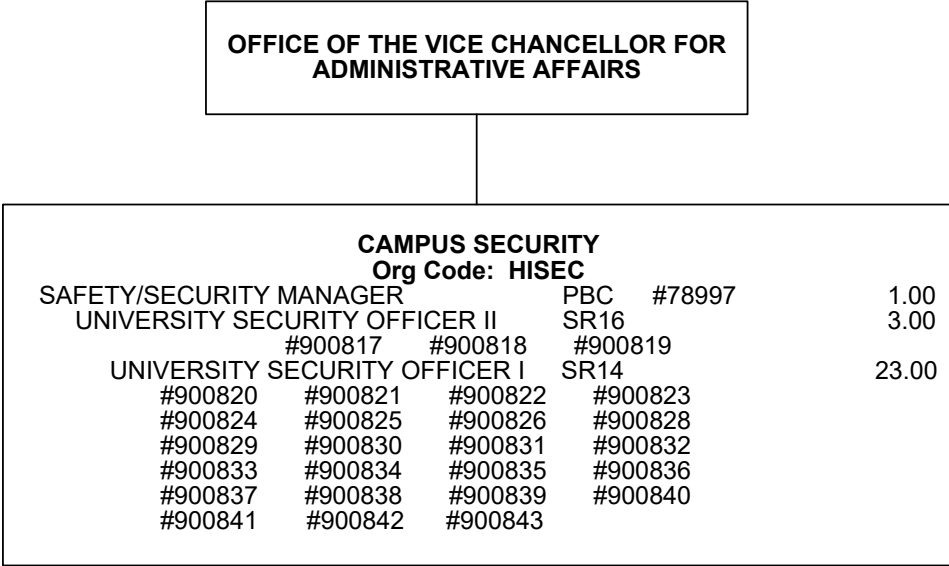 OFFICE OF THE VICE CHANCELLOR FOR
ADMINISTRATIVE AFFAIRS
CAMPUS SECURITY
Org Code: HISEC
SAFETY/SECURITY MANAGER PBC #78997 1.00
UNIVERSITY SECURITY OFFICER II SR16 3.00
#900817 #900818 #900819
UNIVERSITY SECURITY OFFICER I SR14 23.00
#900820 #900821 #900822 #900823
#900824 #900825 #900826 #900828
#900829 #900830 #900831 #900832
#900833 #900834 #900835 #900836
#900837 #900838 #900839 #900840
#900841 #900842 #900843